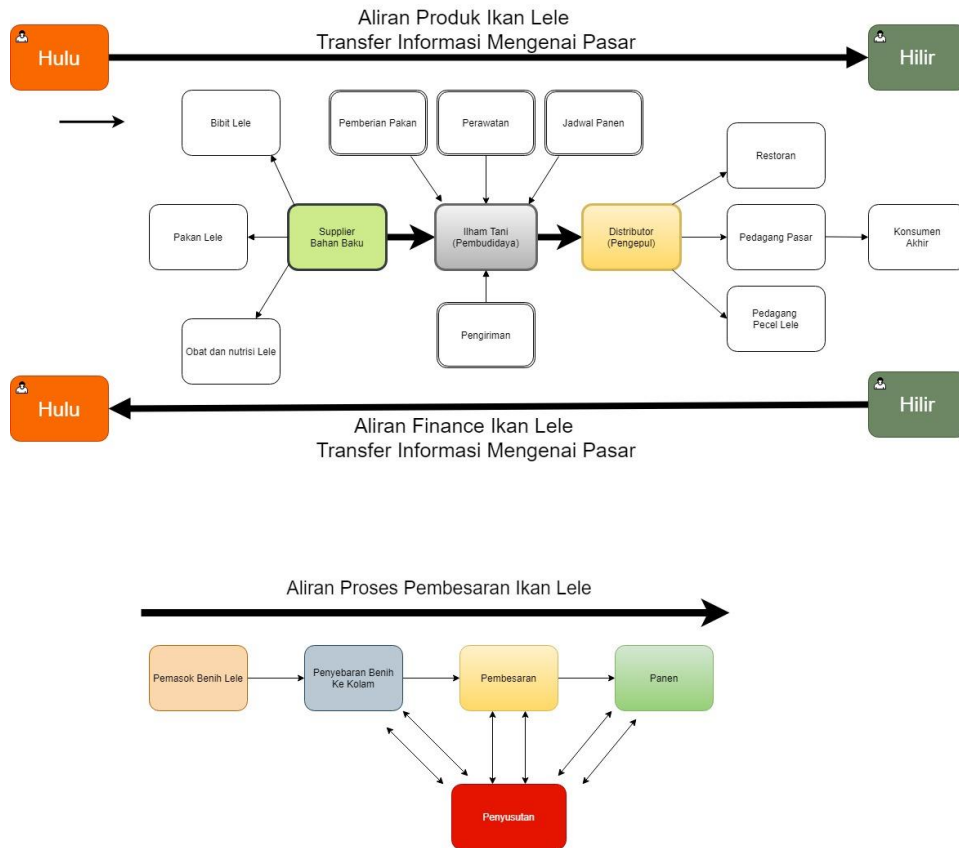 Aliran Produk Ikan Lele
Transfer Informasi Mengenai Pasar
Hulu
Hilir
Bibit Lele
Pemberian Pakan
Perawatan
Jadwal Panen
Restoran
Pakan Lele
Supplier
Bahan Baku
Ilham Tani
(Pembudidaya)
Distributor
(Pengepul)
Pedagang Pasar
Konsumen
Akhir
Obat dan nutrisi Lele
Pengiriman
Pedagang
Pecel Lele
Hulu
Hilir
Aliran Finance Ikan Lele
Transfer Informasi Mengenai Pasar
Aliran Proses Pembesaran Ikan Lele
Pemasok Benih Lele
Penyebaran Benih
Ke Kolam
Pembesaran
Panen
Penyusutan